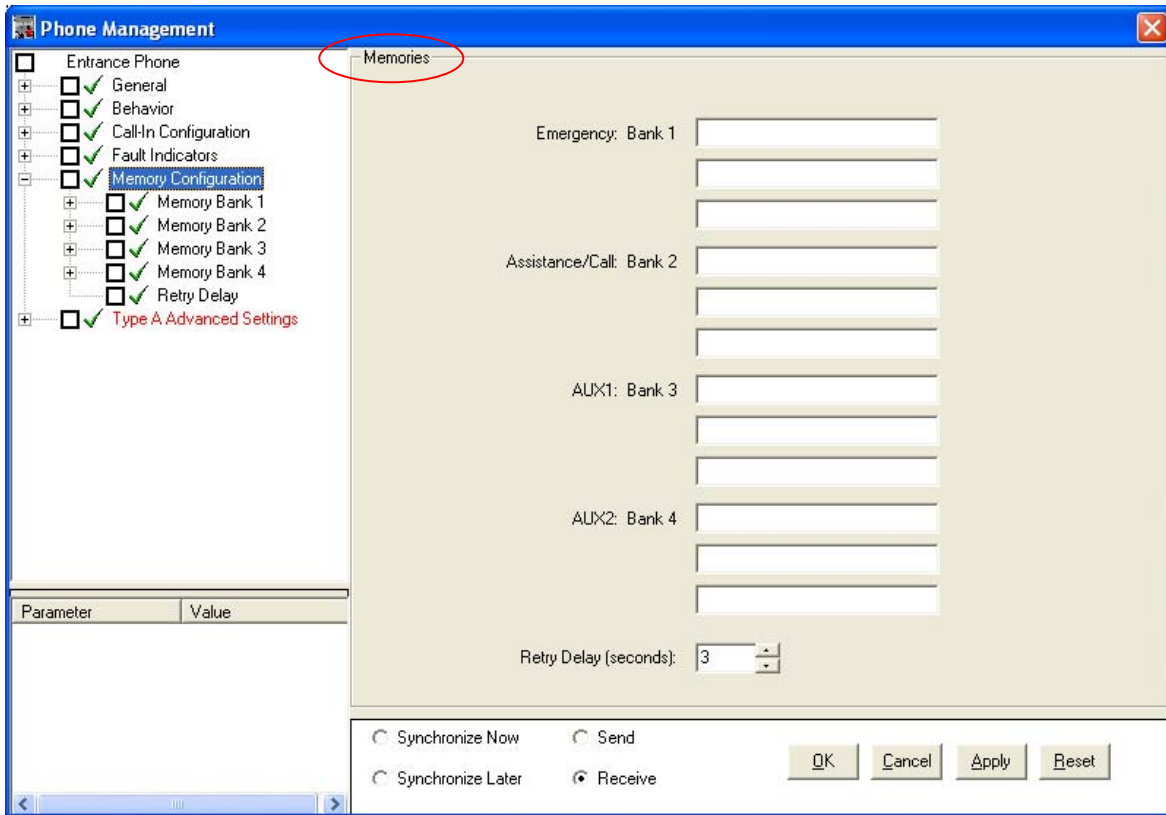 Phone Management
Entrance Phone
General
Behavior
Call-In Configuration
Fault Indicators
Memory Configuration
Memory Bank 1
Memory Bank 2
Memory Bank 3
Memory Bank 4
Retry Delay
Type A Advanced Settings
Parameter Value
Memories
Emergency: Bank 1
Assistance/Call: Bank 2
AUX1: Bank 3
AUX2: Bank 4
Retry Delay (seconds): 3
Synchronize Now Send
Synchronize Later Receive
OK Cancel Apply Reset